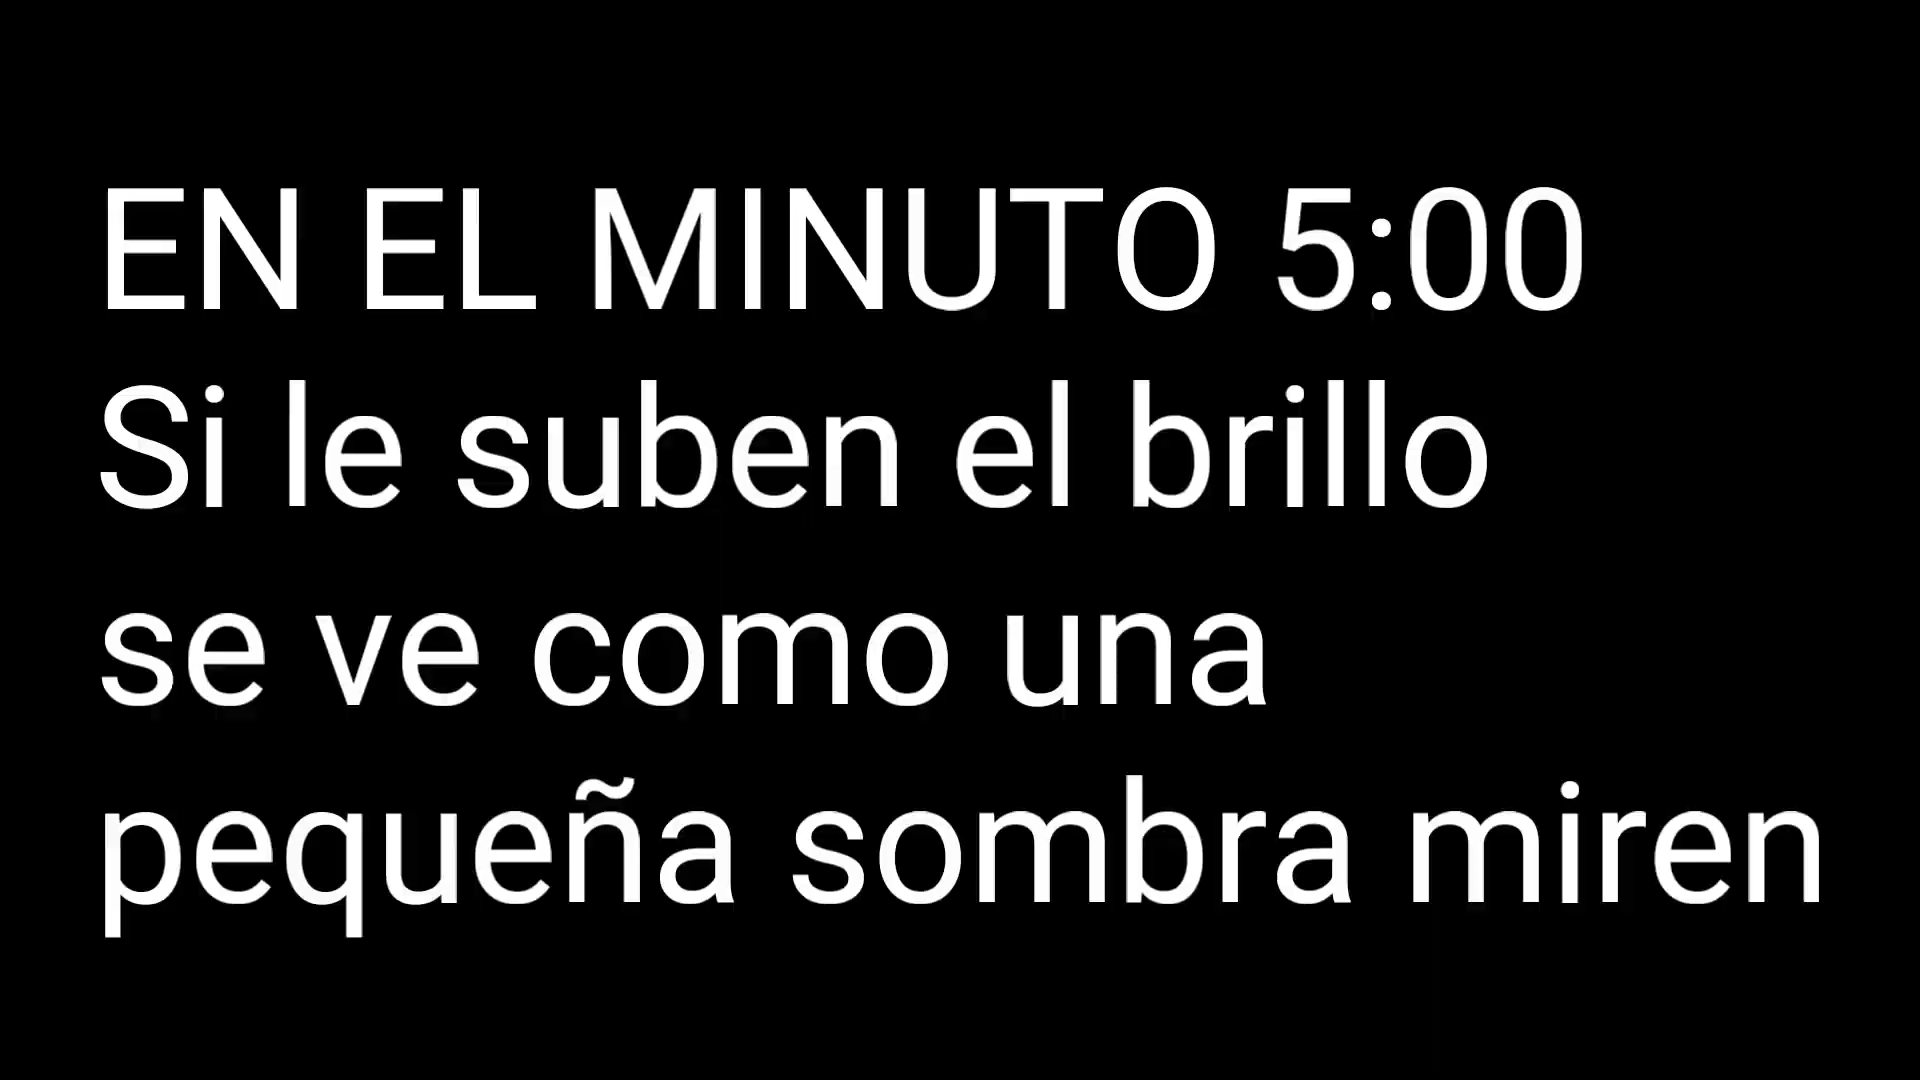 EN EL MINUTO 5:00
Si le suben el brillo
se ve como una
pequeña sombra miren